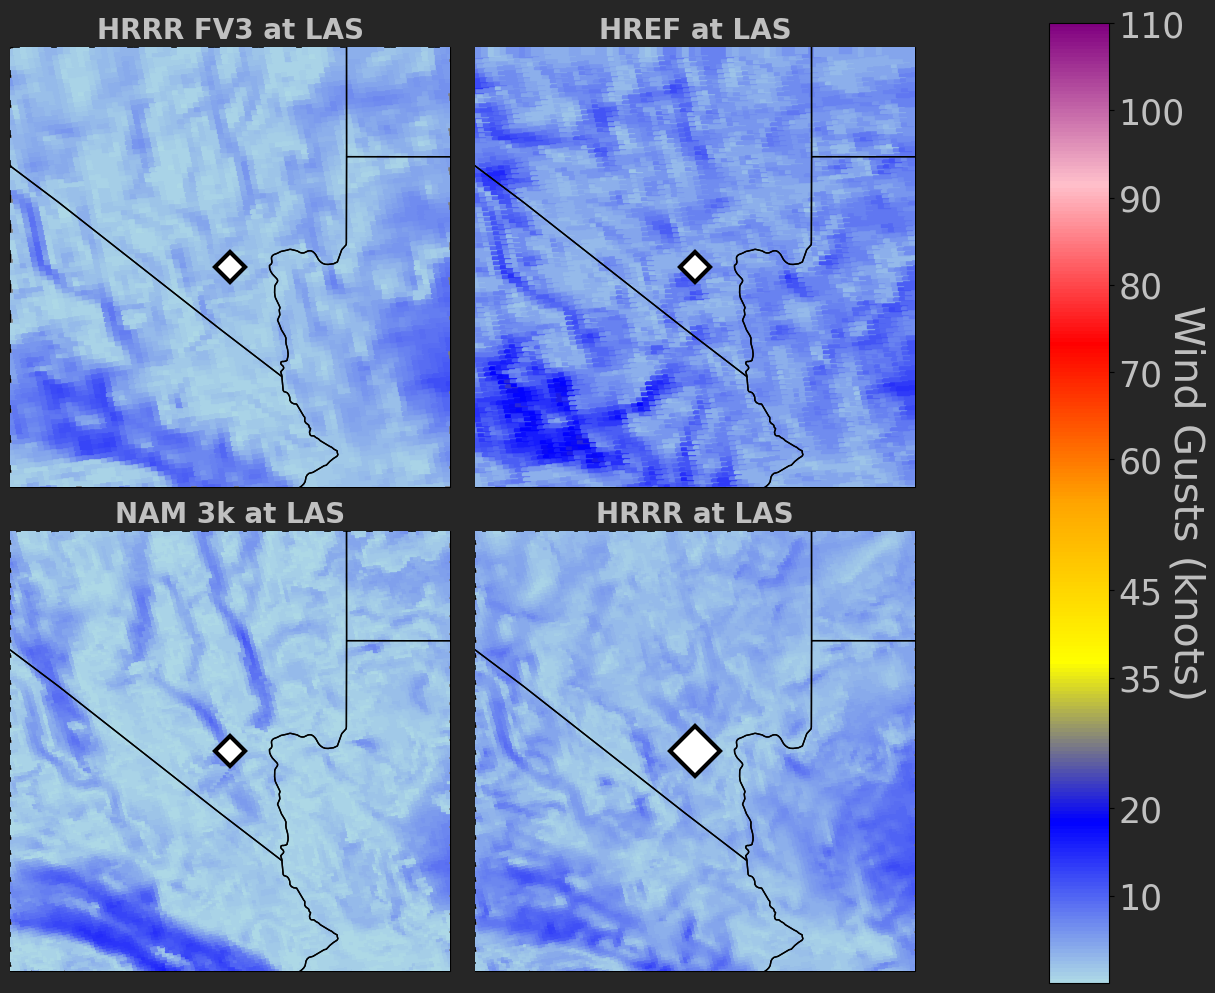 HRRR FV3 at LAS
HREF at LAS
NAM 3k at LAS
HRRR at LAS
110
100
90
80
70
60
45
35
20
10
Wind Gusts (knots)